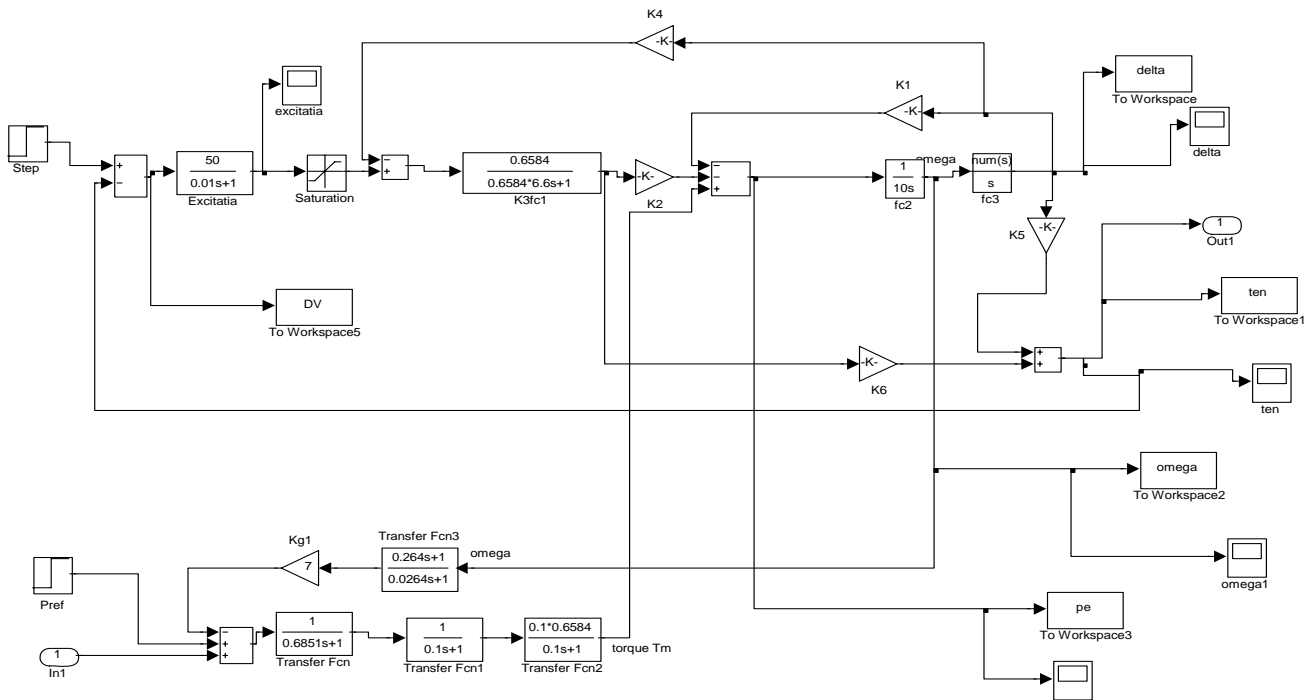 K4
-K-
delta
To Workspace
K1
-K-
excitatia
delta
Step
+
−
50
0.01s+1
Excitatia
Saturation
−
+
0.6584
0.6584*6.6s+1
K3fc1
-K-
K2
−
−
+
1
10s
fc2
omega
num(s)
s
fc3
K5
-K-
1
Out1
DV
To Workspace5
ten
To Workspace1
-K-
K6
+
+
ten
omega
To Workspace2
omega1
Kg1
7
Transfer Fcn3
0.264s+1
0.0264s+1
omega
Pref
1
In1
−
+
+
1
0.6851s+1
Transfer Fcn
1
0.1s+1
Transfer Fcn1
0.1*0.6584
0.1s+1
Transfer Fcn2
torque Tm
pe
To Workspace3